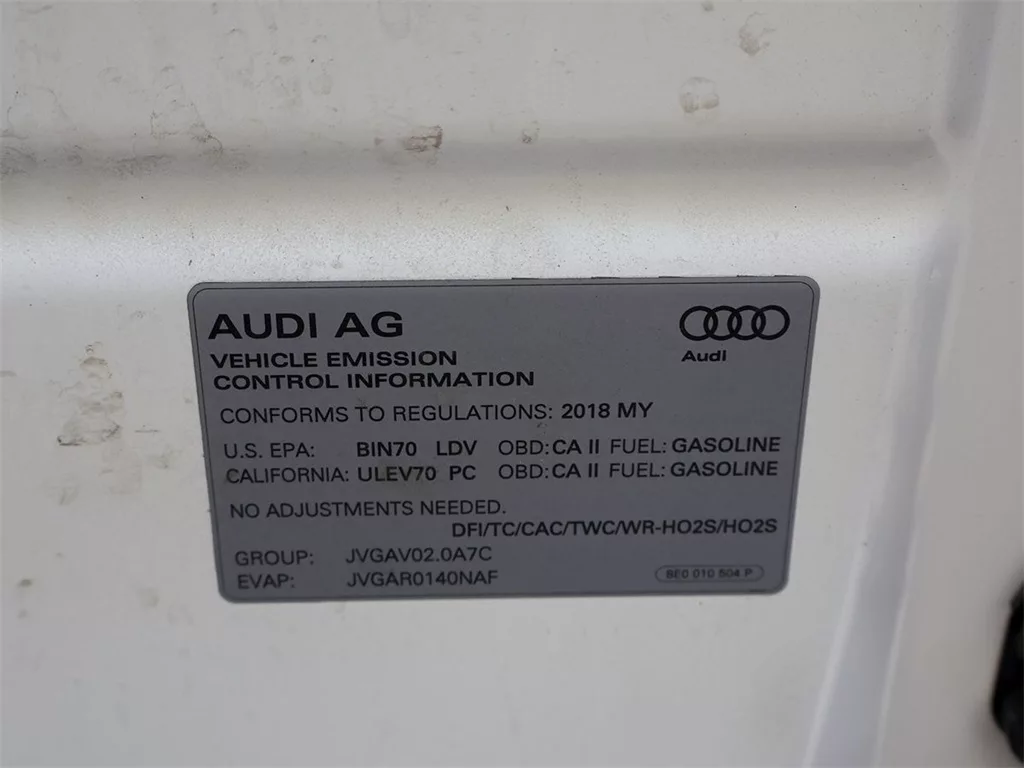 AUDI AG
Audi
VEHICLE EMISSION
CONTROL INFORMATION
CONFORMS TO REGULATIONS: 2018 MY
U.S. EPA: BIN70 LDV OBD: CA II FUEL: GASOLINE
CALIFORNIA: ULEV70 PC OBD: CA II FUEL: GASOLINE
NO ADJUSTMENTS NEEDED.
DFI/TC/CAC/TWC/WR-HO2S/HO2S
GROUP: JVGAV02.0A7C
EVAP: JVGAR0140NAF
8E0 010 504 P